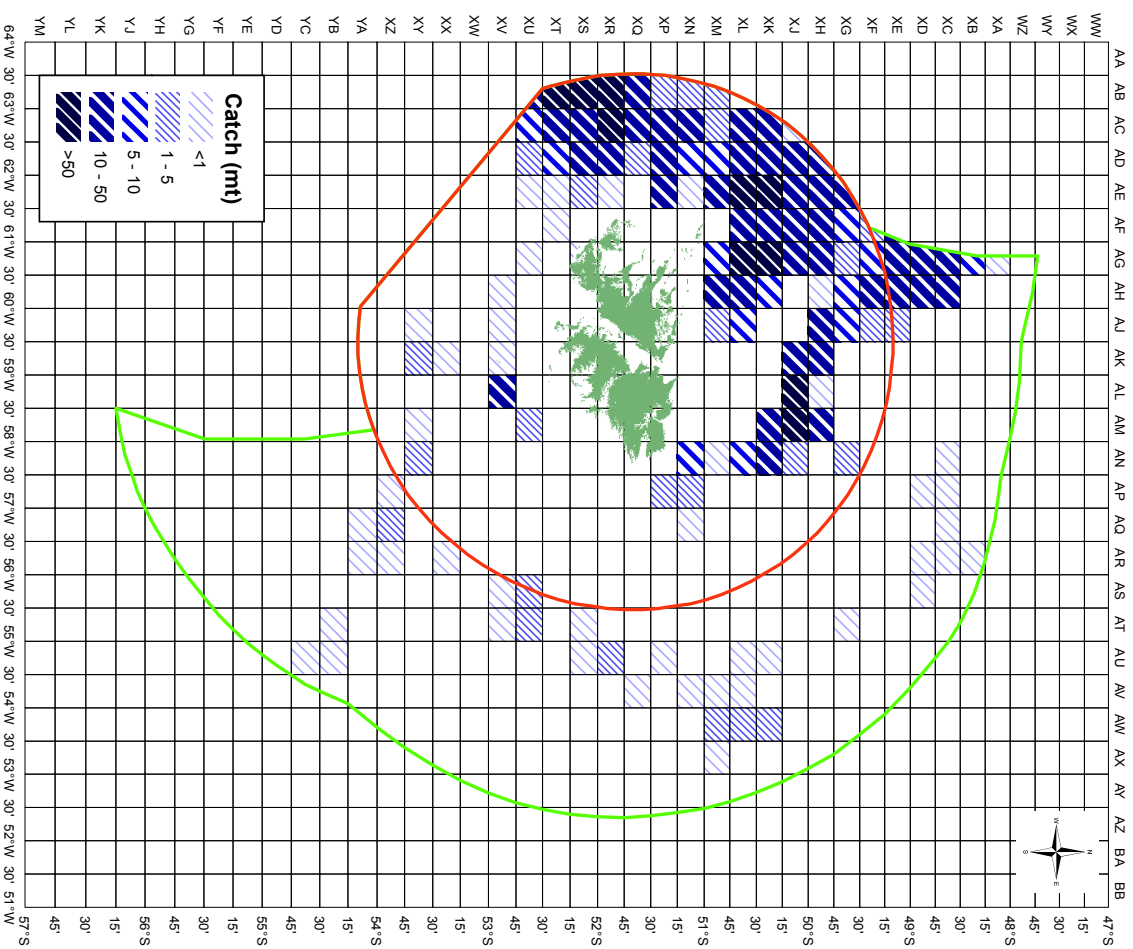 AA AB AC AD AE AF AG AH AJ AK AL AM AN AP AQ AR AS AT AU AV AW AX AY AZ BA BB
WW
WX
WY
WZ
XA
XB
XC
XD
XE
XF
XG
XH
XJ
XK
XL
XM
XN
XP
XQ
XR
XS
XT
XU
XV
XW
XX
XY
XZ
YA
YB
YC
YD
YE
YF
YG
YH
YJ
YK
YL
YM
N
W
E
S
47°S
15'
30'
45'
48°S
15'
30'
45'
49°S
15'
30'
45'
50°S
15'
30'
45'
51°S
15'
30'
45'
52°S
15'
30'
45'
53°S
15'
30'
45'
54°S
15'
30'
45'
55°S
15'
30'
45'
56°S
15'
30'
45'
57°S
Catch (mt)
<1
1 - 5
5 - 10
10 - 50
>50
64°W 30' 63°W 30' 62°W 30' 61°W 30' 60°W 30' 59°W 30' 58°W 30' 57°W 30' 56°W 30' 55°W 30' 54°W 30' 53°W 30' 52°W 30' 51°W